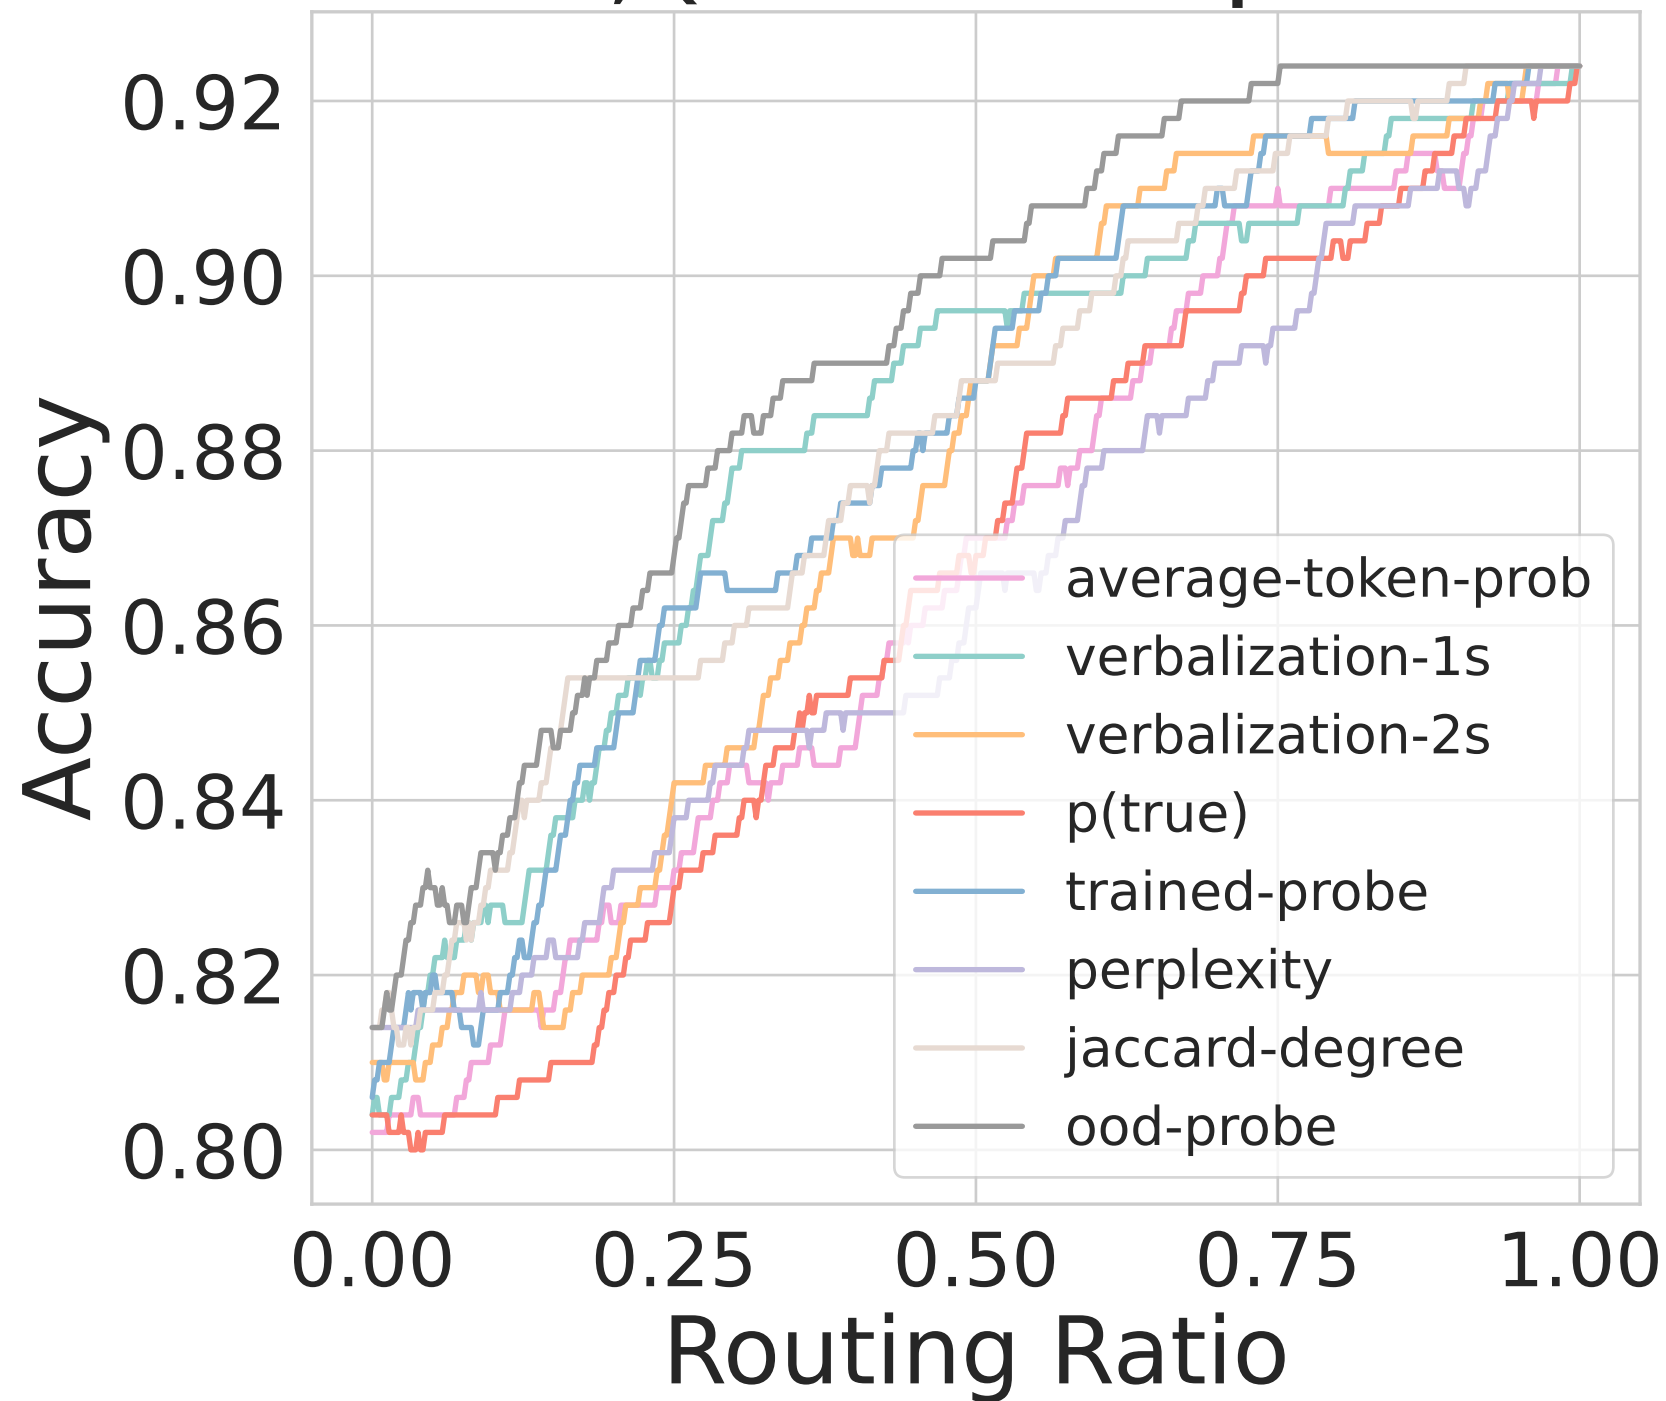 0.92
0.90
0.88
0.86
0.84
0.82
0.80
Accuracy
average-token-prob
verbalization-1s
verbalization-2s
p(true)
trained-probe
perplexity
jaccard-degree
ood-probe
0.00 0.25 0.50 0.75 1.00
Routing Ratio